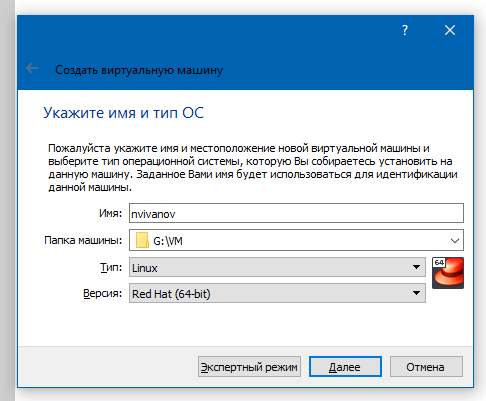 ?
Создать виртуальную машину
Укажите имя и тип ОС
Пожалуйста укажите имя и местоположение новой виртуальной машины и
выберите тип операционной системы, которую Вы собираетесь установить на
данную машину. Заданное Вами имя будет использоваться для идентификации
данной машины.
Имя: nvivanov
Папка машины: G:\VM
Тип: Linux
64
Версия: Red Hat (64-bit)
Экспертный режим Далее Отмена